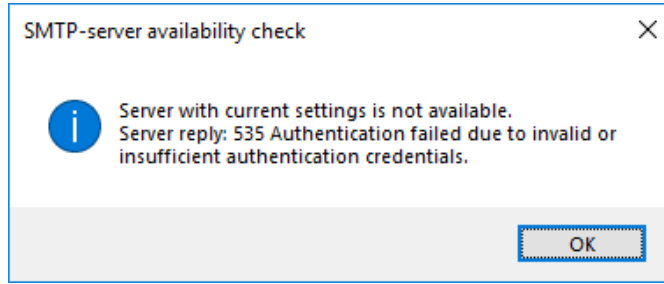 SMTP-server availability check
Server with current settings is not available.
Server reply: 535 Authentication failed due to invalid or
insufficient authentication credentials.
OK